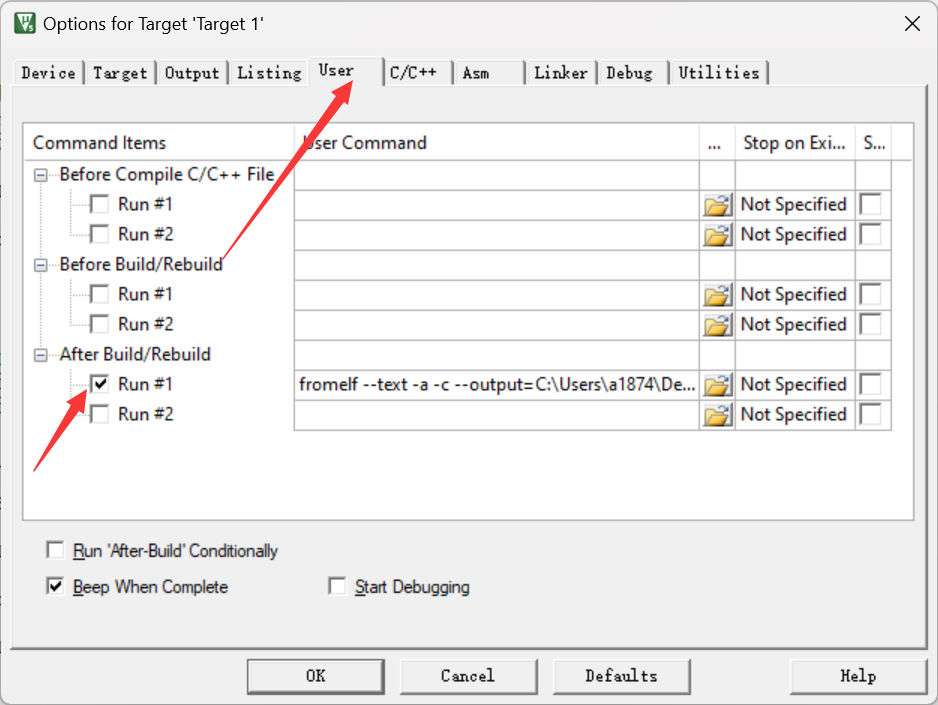 Options for Target 'Target 1'
Device Target Output Listing User C/C++ Asm Linker Debug Utilities
Command Items User Command ... Stop on Exi... S...
Before Compile C/C++ File
Run #1 Not Specified
Run #2 Not Specified
Before Build/Rebuild
Run #1 Not Specified
Run #2 Not Specified
After Build/Rebuild
Run #1 fromelf --text -a -c --output=C:\Users\a1874\De... Not Specified
Run #2 Not Specified
Run 'After-Build' Conditionally
Beep When Complete Start Debugging
OK Cancel Defaults Help